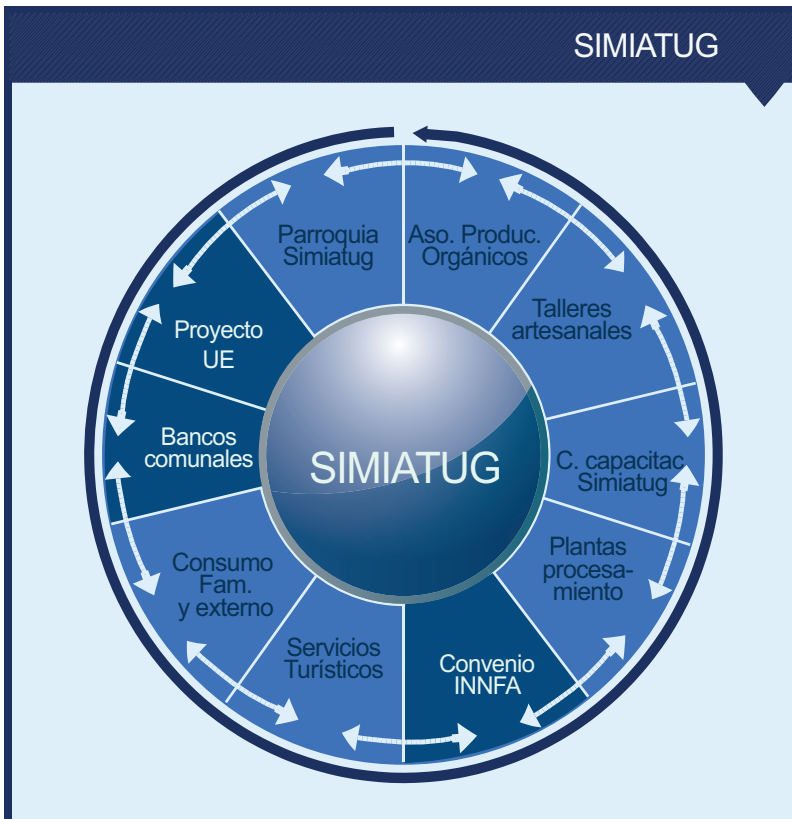 SIMIATUG
Parroquia
Simiatug
Aso. Produc.
Orgánicos
Talleres
artesanales
C. capacitac
Simiatug
Plantas
procesa-
miento
Convenio
INNFA
Servicios
Turísticos
Consumo
Fam.
y externo
Bancos
comunales
Proyecto
UE
SIMIATUG